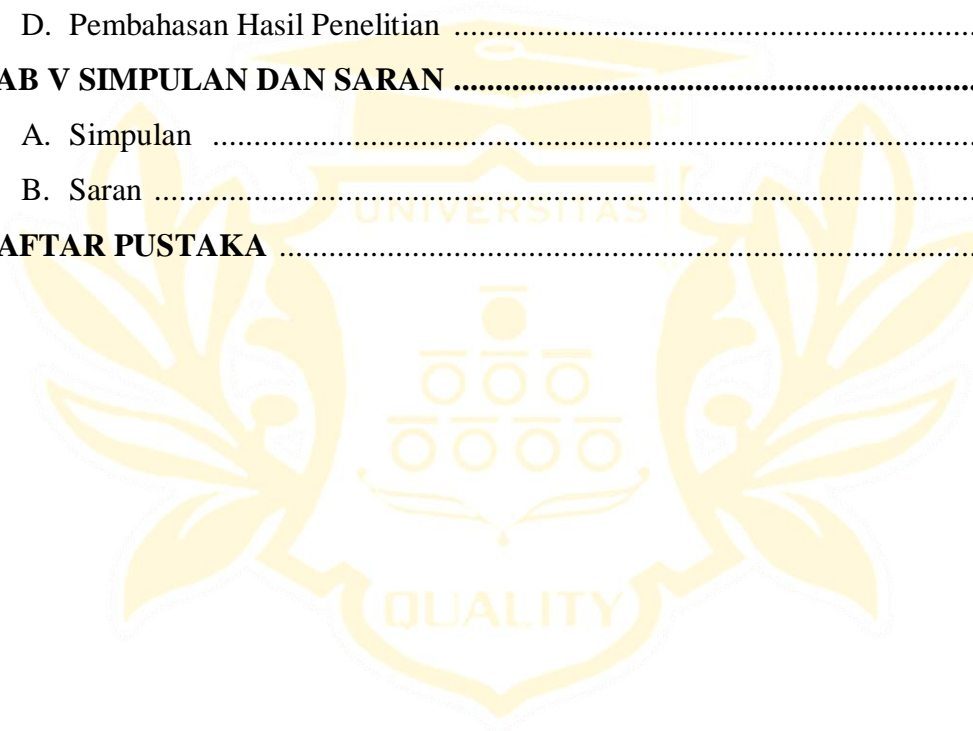 D. Pembahasan Hasil Penelitian ................................................................
AB V SIMPULAN DAN SARAN ................................................................
A. Simpulan ................................................................
B. Saran ................................................................
AFTAR PUSTAKA ................................................................
UNIVERSITAS
QUALITY